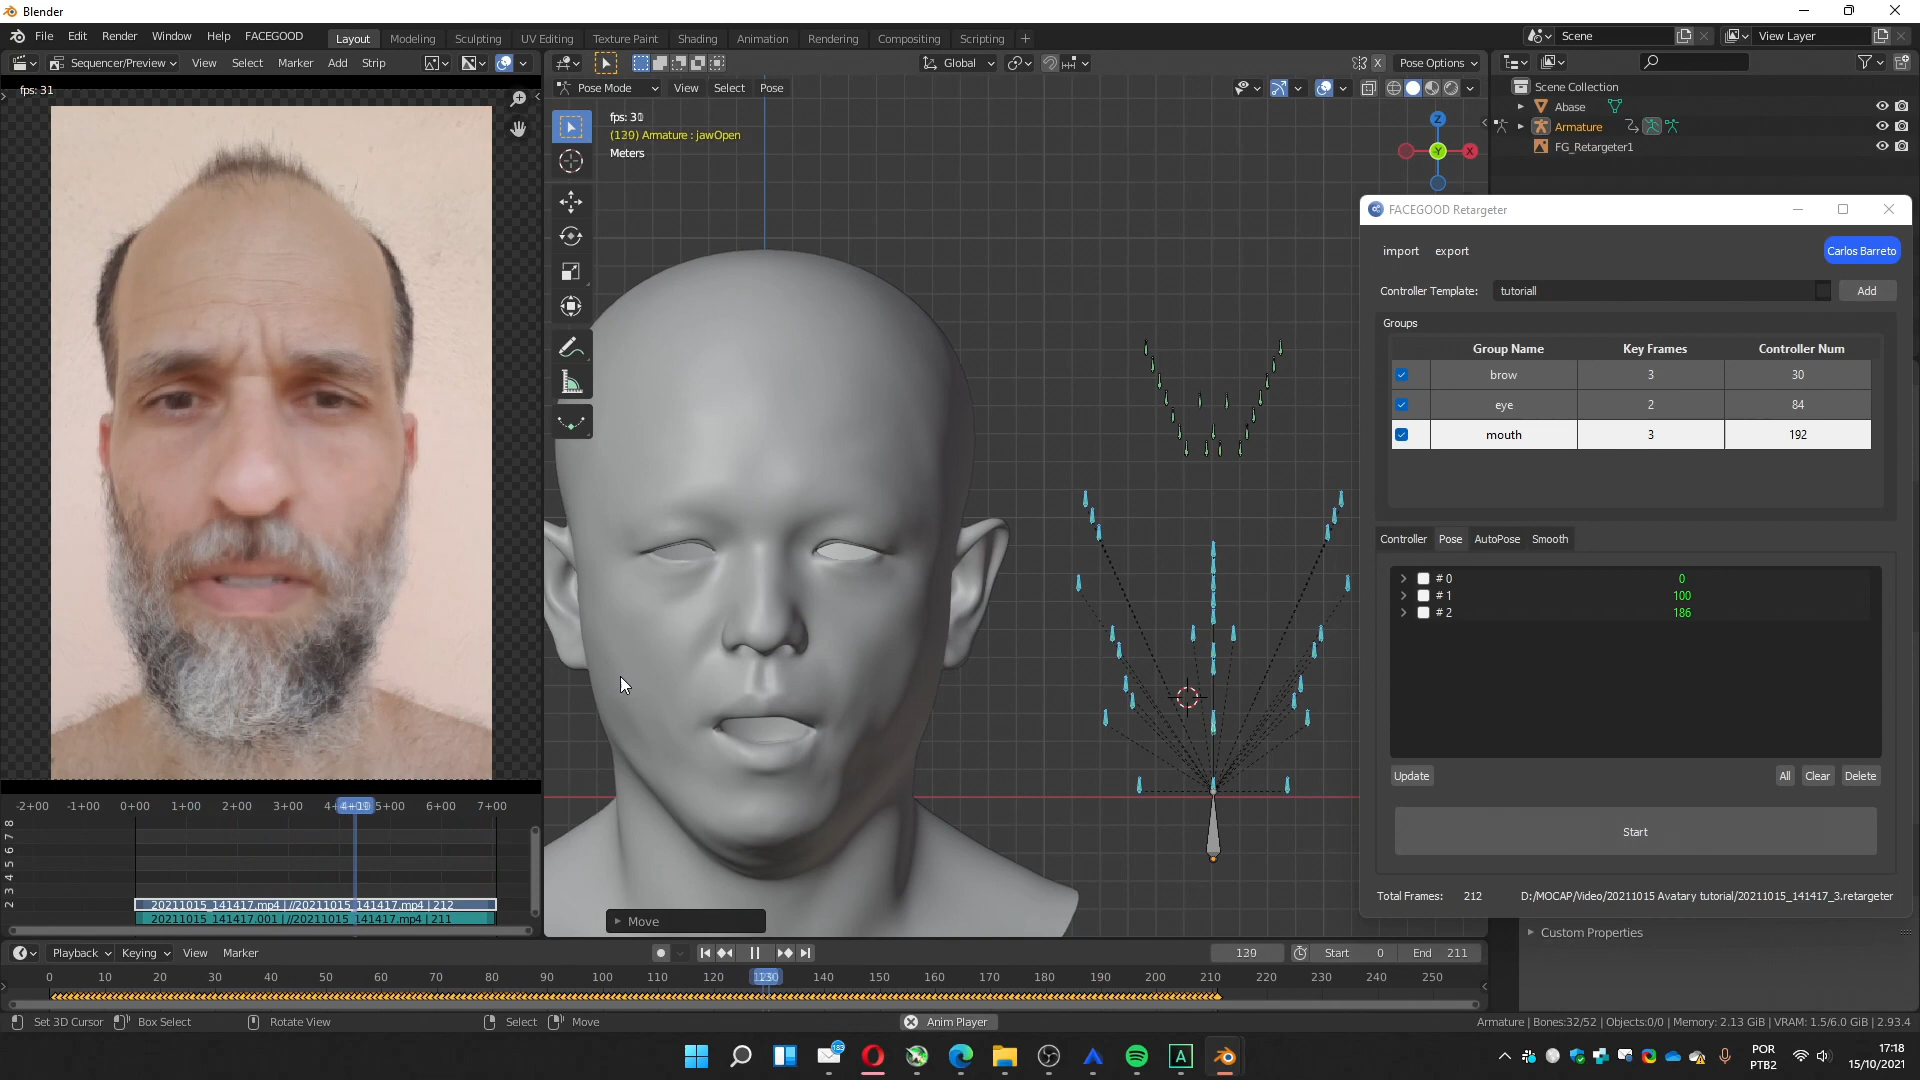 Blender
File Edit Render Window Help FACEGOOD Layout Modeling Sculpting UV Editing Texture Paint Shading Animation Rendering Compositing Scripting + Scene View Layer
Sequencer/Preview View Select Marker Add Strip Global Pose Options
fps: 31
Pose Mode View Select Pose
Armature : jawOpen
Meters
Z
Y
X
Scene Collection
Abase
Armature
FG_Retargeter1
FACEGOOD Retargeter
import export Carlos Barreto
Controller Template: tutoriall Add
Groups
Group Name Key Frames Controller Num
brow 3 30
eye 2 84
mouth 3 192
Controller Pose AutoPose Smooth
# 0 0
# 1 100
# 2 186
Update All Clear Delete
Start
Total Frames: 212 D:/MOCAP/Video/20211015 Avatary tutorial/20211015_141417_3.retargeter
-2+00 -1+00 0+00 1+00 2+00 3+00 5+00 6+00 7+00
8
7
6
5
4
3
2
20211015_141417.mp4 | //20211015_141417.mp4 | 212
20211015_141417.001 | //20211015_141417.mp4 | 211
Move
Custom Properties
Playback Keying View Marker Start 0 End 211
0 10 20 30 40 50 60 70 80 90 100 110 120 140 150 160 170 180 190 200 210 220 230 240 250
Set 3D Cursor Box Select Rotate View Select Move Anim Player Armature | Bones:32/52 | Objects:0/0 | Memory: 2.13 GiB | VRAM: 1.5/6.0 GiB | 2.93.4
POR
PTB2
17:18
15/10/2021